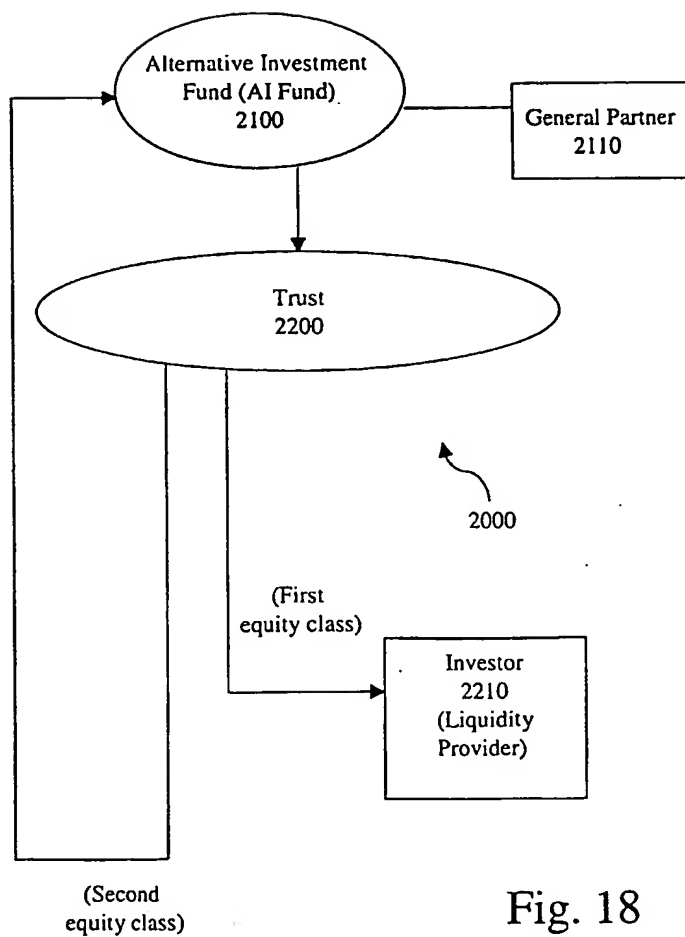 Alternative Investment
Fund (AI Fund)
2100
General Partner
2110
Trust
2200
2000
(First
equity class)
Investor
2210
(Liquidity
Provider)
(Second
equity class)
Fig. 18